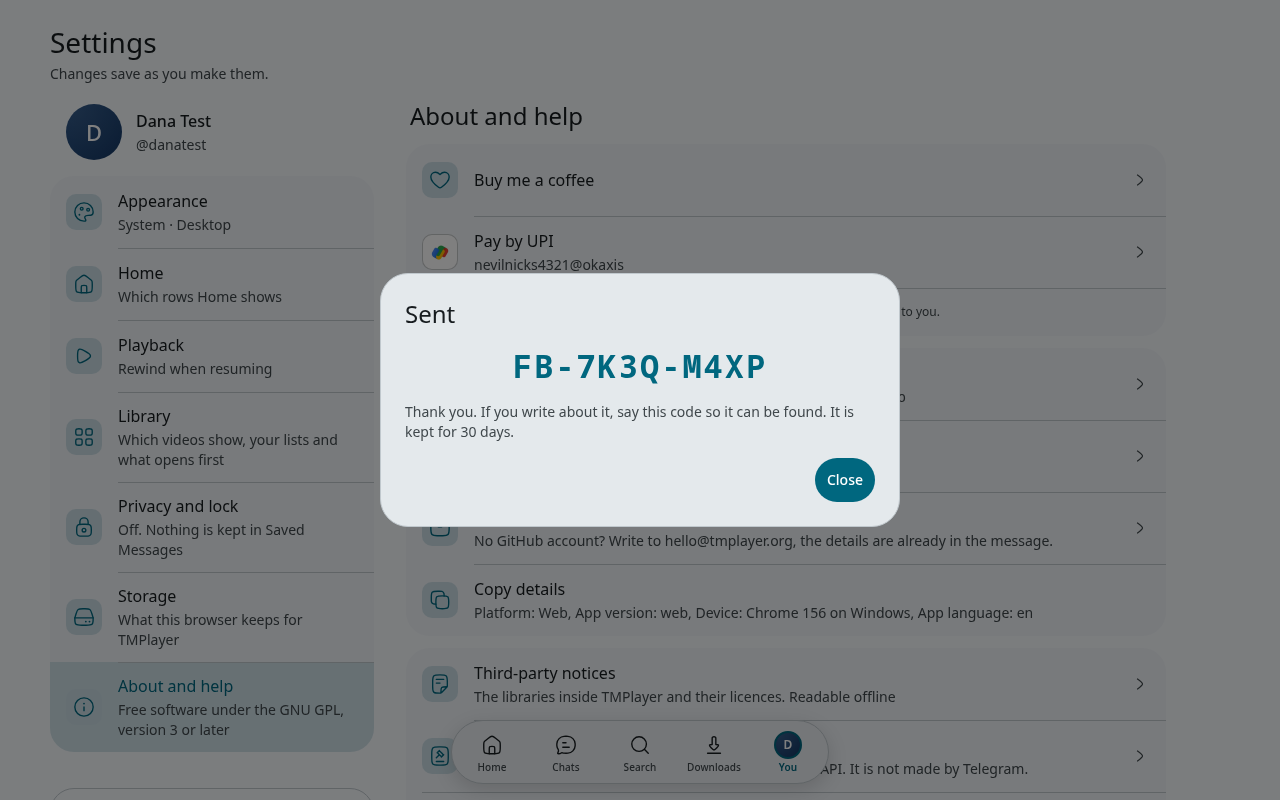 Settings
Changes save as you make them.
D
Dana Test
@danatest
Appearance
System · Desktop
Home
Which rows Home shows
Playback
Rewind when resuming
Library
Which videos show, your lists and
what opens first
Privacy and lock
Off. Nothing is kept in Saved
Messages
Storage
What this browser keeps for
TMPlayer
About and help
Free software under the GNU GPL,
version 3 or later
About and help
Buy me a coffee
Pay by UPI
nevilnicks4321@okaxis
to you.
Sent
FB-7K3Q-M4XP
Thank you. If you write about it, say this code so it can be found. It is
kept for 30 days.
Close
No GitHub account? Write to hello@tmplayer.org, the details are already in the message.
Copy details
Platform: Web, App version: web, Device: Chrome 156 on Windows, App language: en
Third-party notices
The libraries inside TMPlayer and their licences. Readable offline
API. It is not made by Telegram.
Home
Chats
Search
Downloads
D
You